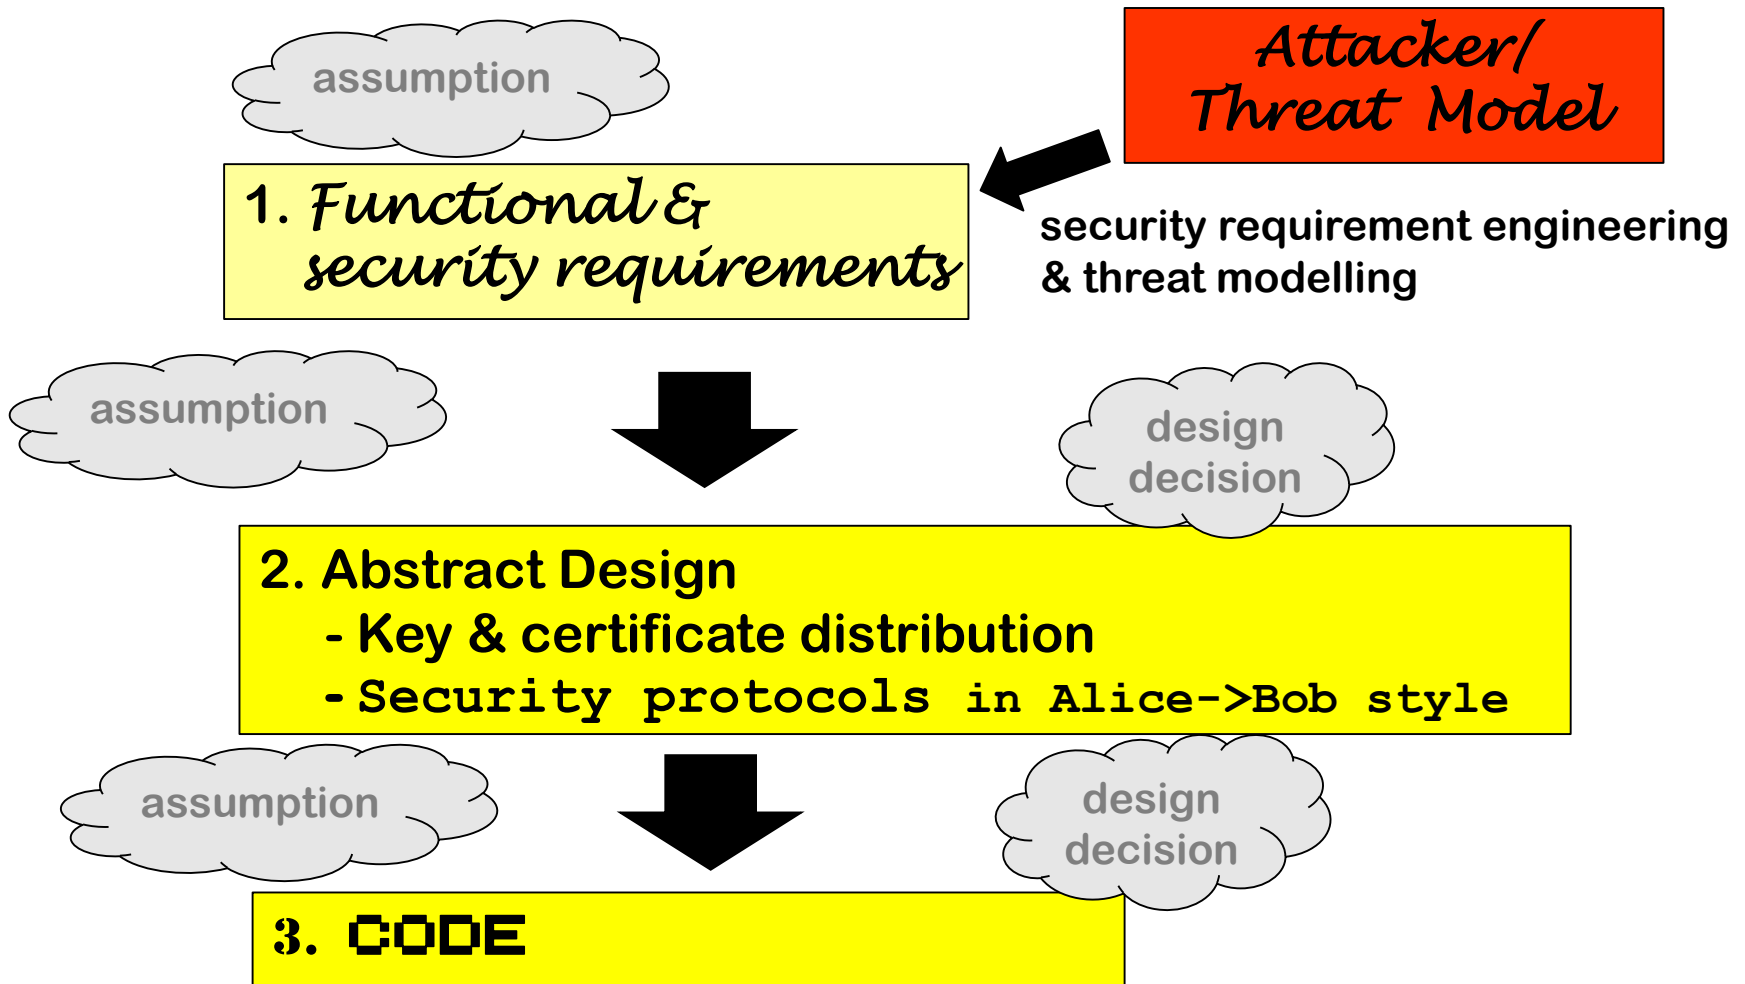 assumption
Attacker/
Threat Model
1. Functional &
security requirements
security requirement engineering
& threat modelling
assumption
design
decision
2. Abstract Design
- Key & certificate distribution
- Security protocols in Alice->Bob style
assumption
design
decision
3. CODE